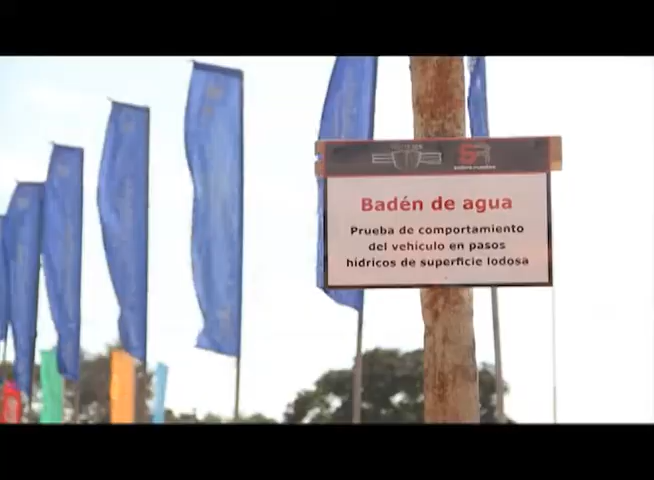 Badén de agua
Prueba de comportamiento
del vehículo en pasos
hídricos de superficie lodosa